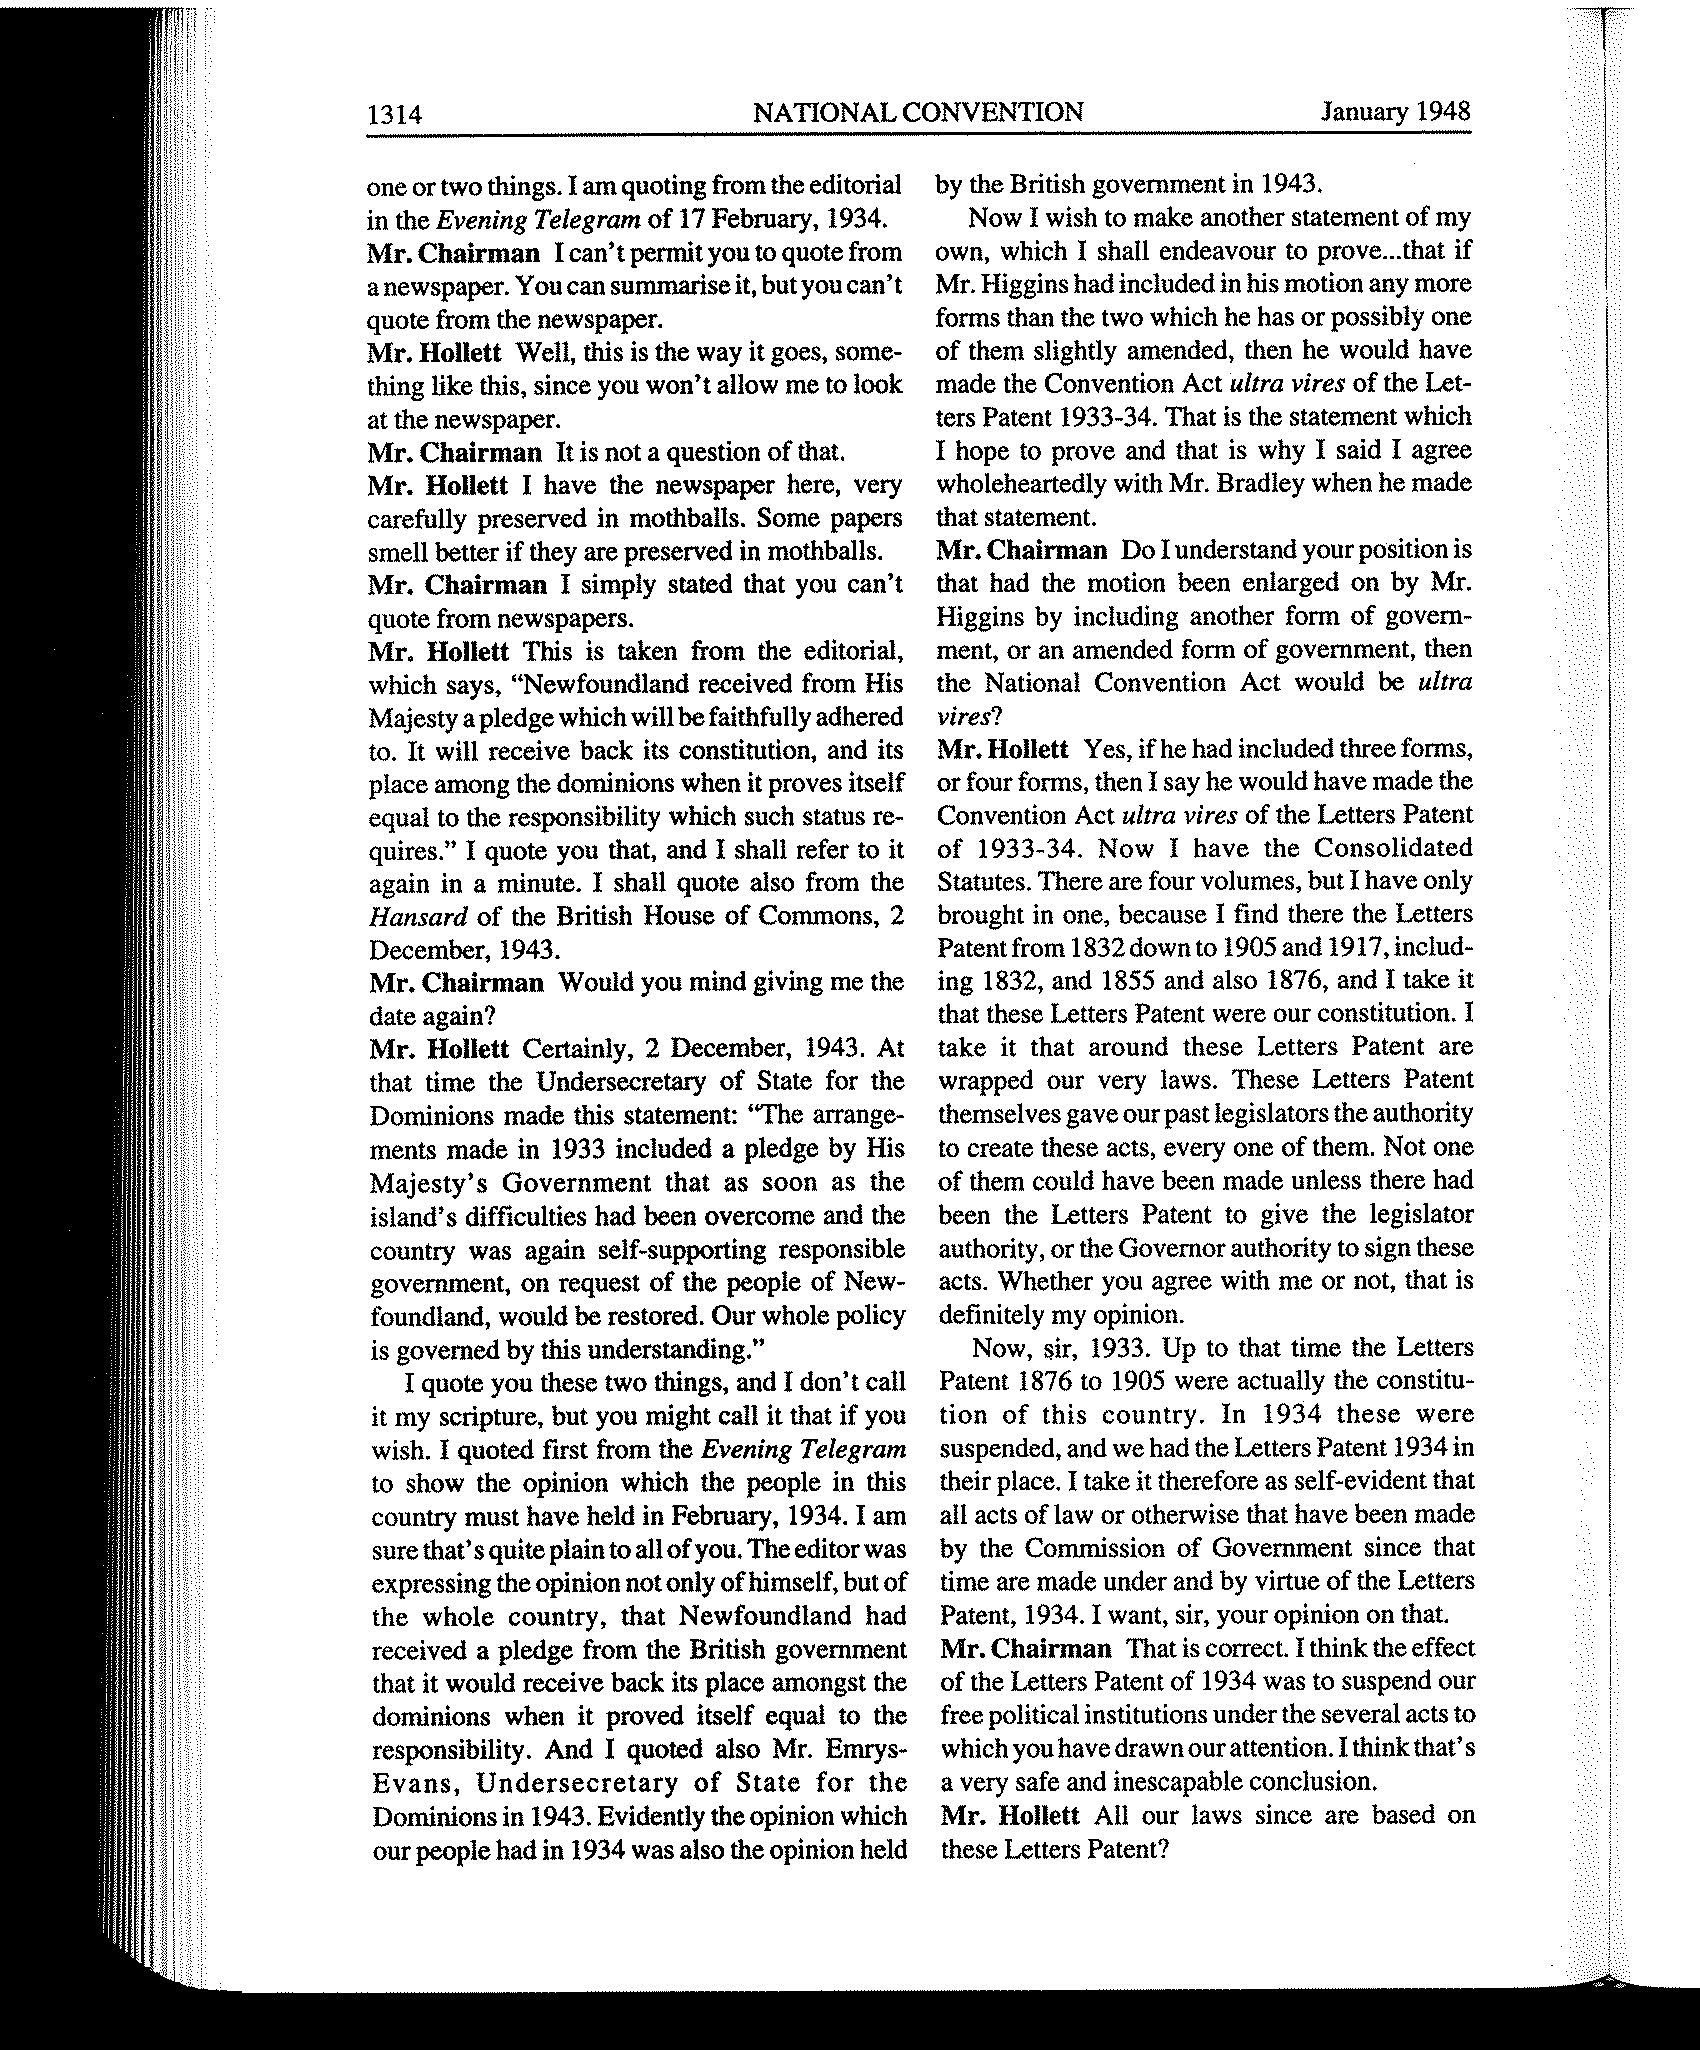 1314 NATIONAL CONVENTION January 1948
one or two things. I am quoting from the editorial
in the Evening Telegram of 17 February, 1934.
Mr. Chairman I can't permit you to quote from
a newspaper. You can summarise it, but you can't
quote from the newspaper.
Mr. Hollett Well, this is the way it goes, some-
thing like this, since you won't allow me to look
at the newspaper.
Mr. Chairman It is not a question of that.
Mr. Hollett I have the newspaper here, very
carefully preserved in mothballs. Some papers
smell better if they are preserved in mothballs.
Mr. Chairman I simply stated that you can't
quote from newspapers.
Mr. Hollett This is taken from the editorial,
which says, "Newfoundland received from His
Majesty a pledge which will be faithfully adhered
to. It will receive back its constitution, and its
place among the dominions when it proves itself
equal to the responsibility which such status re-
quires." I quote you that, and I shall refer to it
again in a minute. I shall quote also from the
Hansard of the British House of Commons, 2
December, 1943.
Mr. Chairman Would you mind giving me the
date again?
Mr. Hollett Certainly, 2 December, 1943. At
that time the Undersecretary of State for the
Dominions made this statement: "The arrange-
ments made in 1933 included a pledge by His
Majesty's Government that as soon as the
island's difficulties had been overcome and the
country was again self-supporting responsible
government, on request of the people of New-
foundland, would be restored. Our whole policy
is governed by this understanding."
I quote you these two things, and I don't call
it my scripture, but you might call it that if you
wish. I quoted first from the Evening Telegram
to show the opinion which the people in this
country must have held in February, 1934. I am
sure that's quite plain to all of you. The editor was
expressing the opinion not only of himself, but of
the whole country, that Newfoundland had
received a pledge from the British government
that it would receive back its place amongst the
dominions when it proved itself equal to the
responsibility. And I quoted also Mr. Emrys-
Evans, Undersecretary of State for the
Dominions in 1943. Evidently the opinion which
our people had in 1934 was also the opinion held
by the British government in 1943.
Now I wish to make another statement of my
own, which I shall endeavour to prove...that if
Mr. Higgins had included in his motion any more
forms than the two which he has or possibly one
of them slightly amended, then he would have
made the Convention Act ultra vires of the Let-
ters Patent 1933-34. That is the statement which
I hope to prove and that is why I said I agree
wholeheartedly with Mr. Bradley when he made
that statement.
Mr. Chairman Do I understand your position is
that had the motion been enlarged on by Mr.
Higgins by including another form of govern-
ment, or an amended form of government, then
the National Convention Act would be ultra
vires?
Mr. Hollett Yes, if he had included three forms,
or four forms, then I say he would have made the
Convention Act ultra vires of the Letters Patent
of 1933-34. Now I have the Consolidated
Statutes. There are four volumes, but I have only
brought in one, because I find there the Letters
Patent from 1832 down to 1905 and 1917, includ-
ing 1832, and 1855 and also 1876, and I take it
that these Letters Patent were our constitution. I
take it that around these Letters Patent are
wrapped our very laws. These Letters Patent
themselves gave our past legislators the authority
to create these acts, every one of them. Not one
of them could have been made unless there had
been the Letters Patent to give the legislator
authority, or the Governor authority to sign these
acts. Whether you agree with me or not, that is
definitely my opinion.
Now, sir, 1933. Up to that time the Letters
Patent 1876 to 1905 were actually the constitu-
tion of this country. In 1934 these were
suspended, and we had the Letters Patent 1934 in
their place. I take it therefore as self-evident that
all acts of law or otherwise that have been made
by the Commission of Government since that
time are made under and by virtue of the Letters
Patent, 1934. I want, sir, your opinion on that.
Mr. Chairman That is correct. I think the effect
of the Letters Patent of 1934 was to suspend our
free political institutions under the several acts to
which you have drawn our attention. I think that's
a very safe and inescapable conclusion.
Mr. Hollett All our laws since are based on
these Letters Patent?